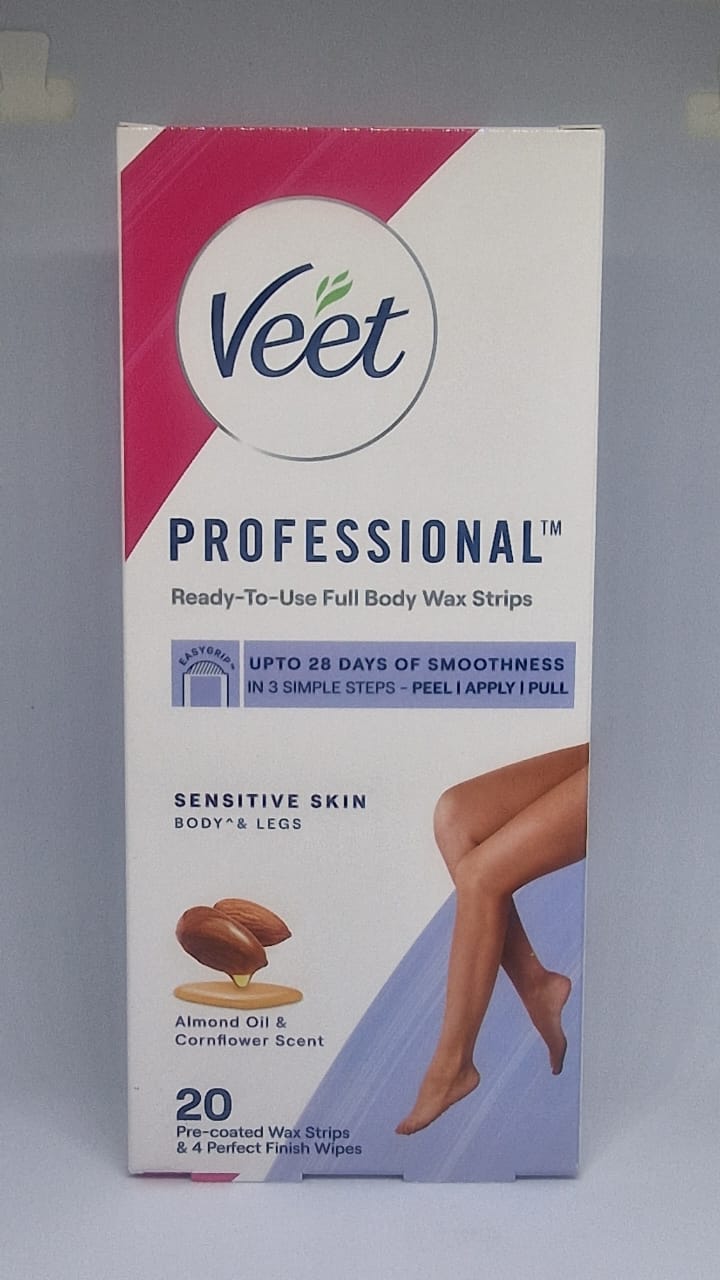 Veet
PROFESSIONAL™
Ready-To-Use Full Body Wax Strips
EASYGRIP™
UPTO 28 DAYS OF SMOOTHNESS
IN 3 SIMPLE STEPS - PEEL | APPLY | PULL
SENSITIVE SKIN
BODY^& LEGS
Almond Oil &
Cornflower Scent
20
Pre-coated Wax Strips
& 4 Perfect Finish Wipes